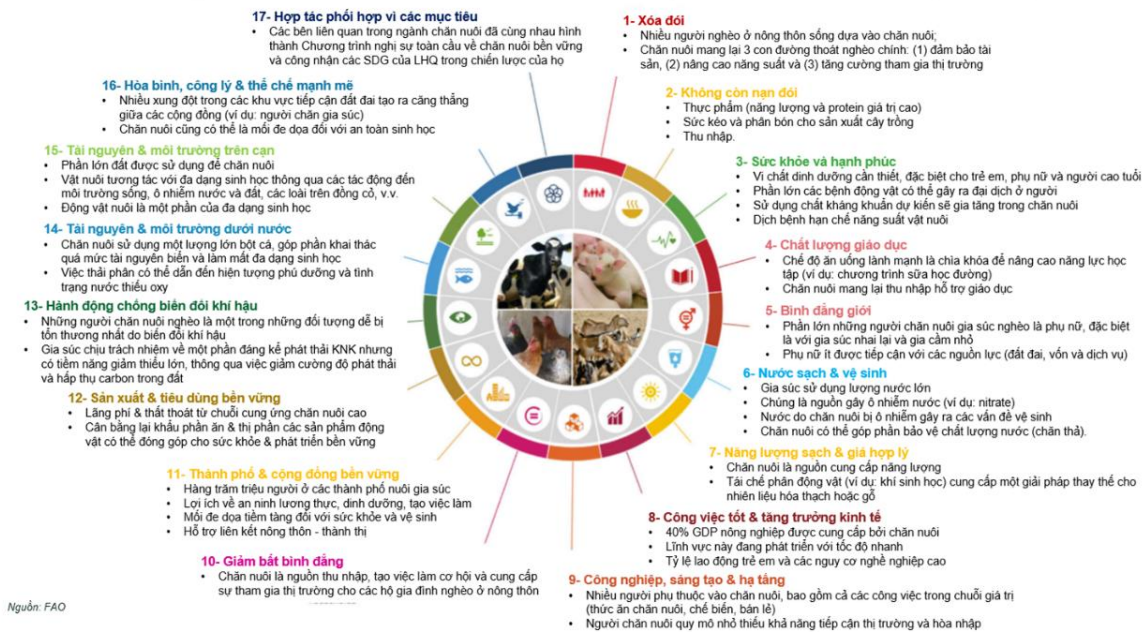 17- Hợp tác phối hợp vì các mục tiêu
• Các bên liên quan trong ngành chăn nuôi đã cùng nhau hình
thành Chương trình nghị sự toàn cầu về chăn nuôi bền vững
và công nhận các SDG của LHQ trong chiến lược của họ
16- Hòa bình, công lý & thể chế mạnh mẽ
• Nhiều xung đột trong các khu vực tiếp cận đất đai tạo ra căng thẳng
giữa các cộng đồng (ví dụ: người chăn gia súc)
• Chăn nuôi cũng có thể là mối đe dọa đối với an toàn sinh học
15- Tài nguyên & môi trường trên cạn
• Phần lớn đất được sử dụng để chăn nuôi
• Vật nuôi tương tác với đa dạng sinh học thông qua các tác động đến
môi trường sống, ô nhiễm nước và đất, các loài trên đồng cỏ, v.v.
• Động vật nuôi là một phần của đa dạng sinh học
14- Tài nguyên & môi trường dưới nước
• Chăn nuôi sử dụng một lượng lớn bột cá, góp phần khai thác
quá mức tài nguyên biển và làm mất đa dạng sinh học
• Việc thải phân có thể dẫn đến hiện tượng phú dưỡng và tình
trạng nước thiếu oxy
13- Hành động chống biến đổi khí hậu
• Những người chăn nuôi nghèo là một trong những đối tượng dễ bị
tổn thương nhất do biến đổi khí hậu
• Gia súc chịu trách nhiệm về một phần đáng kể phát thải KNK nhưng
có tiềm năng giảm thiểu lớn, thông qua việc giảm cường độ phát thải
và hấp thụ carbon trong đất
12- Sản xuất & tiêu dùng bền vững
• Lãng phí & thất thoát từ chuỗi cung ứng chăn nuôi cao
• Cân bằng lại khẩu phần ăn & thị phần các sản phẩm động
vật có thể đóng góp cho sức khỏe & phát triển bền vững
11- Thành phố & cộng đồng bền vững
• Hàng trăm triệu người ở các thành phố nuôi gia súc
• Lợi ích về an ninh lương thực, dinh dưỡng, tạo việc làm
• Mối đe dọa tiềm tàng đối với sức khỏe và vệ sinh
• Hỗ trợ liên kết nông thôn - thành thị
10- Giảm bất bình đẳng
• Chăn nuôi là nguồn thu nhập, tạo việc làm cơ hội và cung cấp
sự tham gia thị trường cho các hộ gia đình nghèo ở nông thôn
Nguồn: FAO
1- Xóa đói
• Nhiều người nghèo ở nông thôn sống dựa vào chăn nuôi;
• Chăn nuôi mang lại 3 con đường thoát nghèo chính: (1) đảm bảo tài
sản, (2) nâng cao năng suất và (3) tăng cường tham gia thị trường
2- Không còn nạn đói
• Thực phẩm (năng lượng và protein giá trị cao)
• Sức kéo và phân bón cho sản xuất cây trồng
• Thu nhập.
3- Sức khỏe và hạnh phúc
• Vi chất dinh dưỡng cần thiết, đặc biệt cho trẻ em, phụ nữ và người cao tuổi
• Phần lớn các bệnh động vật có thể gây ra đại dịch ở người
• Sử dụng chất kháng khuẩn dự kiến sẽ gia tăng trong chăn nuôi
• Dịch bệnh hạn chế năng suất vật nuôi
4- Chất lượng giáo dục
• Chế độ ăn uống lành mạnh là chìa khóa để nâng cao năng lực học
tập (ví dụ: chương trình sữa học đường)
• Chăn nuôi mang lại thu nhập hỗ trợ giáo dục
5- Bình đẳng giới
• Phần lớn những người chăn nuôi gia súc nghèo là phụ nữ, đặc biệt
là với gia súc nhai lại và gia cầm nhỏ
• Phụ nữ ít được tiếp cận với các nguồn lực (đất đai, vốn và dịch vụ)
6- Nước sạch & vệ sinh
• Gia súc sử dụng lượng nước lớn
• Chúng là nguồn gây ô nhiễm nước (ví dụ: nitrate)
• Nước do chăn nuôi bị ô nhiễm gây ra các vấn đề vệ sinh
• Chăn nuôi có thể góp phần bảo vệ chất lượng nước (chăn thả).
7- Năng lượng sạch & giá hợp lý
• Chăn nuôi là nguồn cung cấp năng lượng
• Tái chế phân động vật (ví dụ: khí sinh học) cung cấp một giải pháp thay thế cho
nhiên liệu hóa thạch hoặc gỗ
8- Công việc tốt & tăng trưởng kinh tế
• 40% GDP nông nghiệp được cung cấp bởi chăn nuôi
• Lĩnh vực này đang phát triển với tốc độ nhanh
• Tỷ lệ lao động trẻ em và các nguy cơ nghề nghiệp cao
9- Công nghiệp, sáng tạo & hạ tầng
• Nhiều người phụ thuộc vào chăn nuôi, bao gồm cả các công việc trong chuỗi giá trị
(thức ăn chăn nuôi, chế biến, bán lẻ)
• Người chăn nuôi quy mô nhỏ thiếu khả năng tiếp cận thị trường và hòa nhập